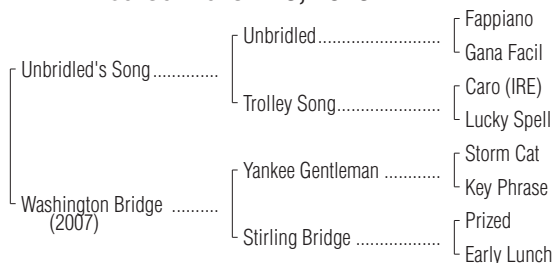 Unbridled's Song ..............
Unbridled..........................
Fappiano
Gana Facil
Trolley Song......................
Caro (IRE)
Lucky Spell
Washington Bridge ..........
(2007)
Yankee Gentleman ............
Storm Cat
Key Phrase
Stirling Bridge ..................
Prized
Early Lunch